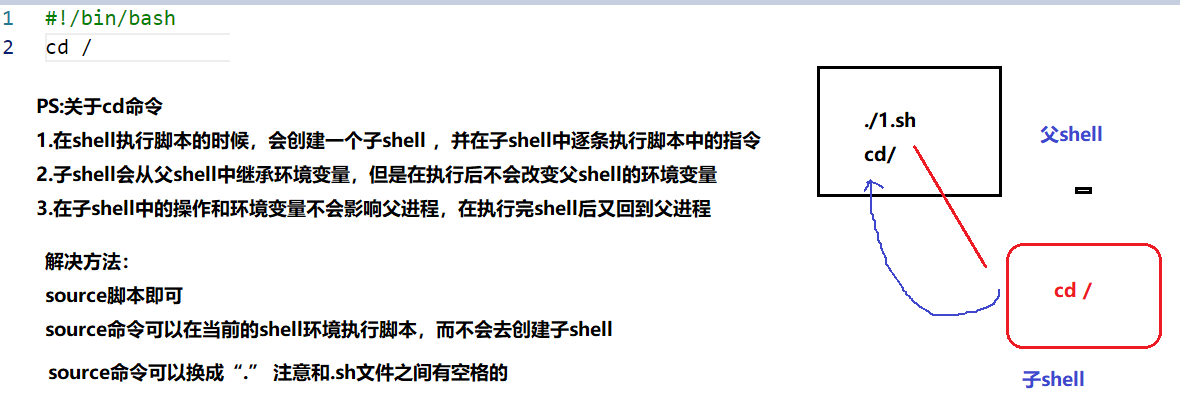 1 #!/bin/bash
2 cd /
PS:关于cd命令
1.在shell执行脚本的时候，会创建一个子shell ，并在子shell中逐条执行脚本中的指令
2.子shell会从父shell中继承环境变量，但是在执行后不会改变父shell的环境变量
3.在子shell中的操作和环境变量不会影响父进程，在执行完shell后又回到父进程
解决方法：
source脚本即可
source命令可以在当前的shell环境执行脚本，而不会去创建子shell
source命令可以换成“.” 注意和.sh文件之间有空格的
./1.sh
cd/
父shell
cd /
子shell